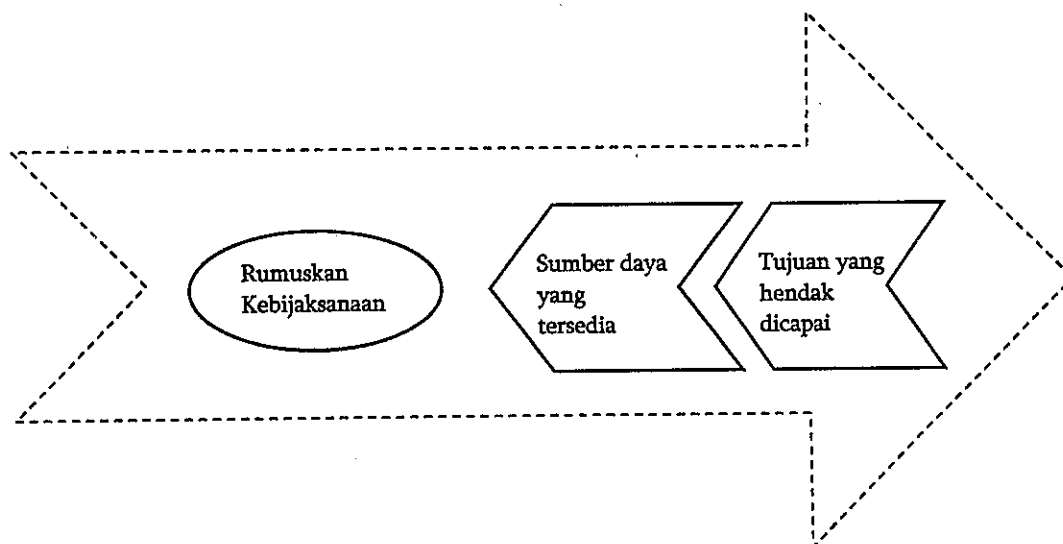 Rumuskan
Kebijaksanaan
Sumber daya
yang
tersedia
Tujuan yang
hendak
dicapai